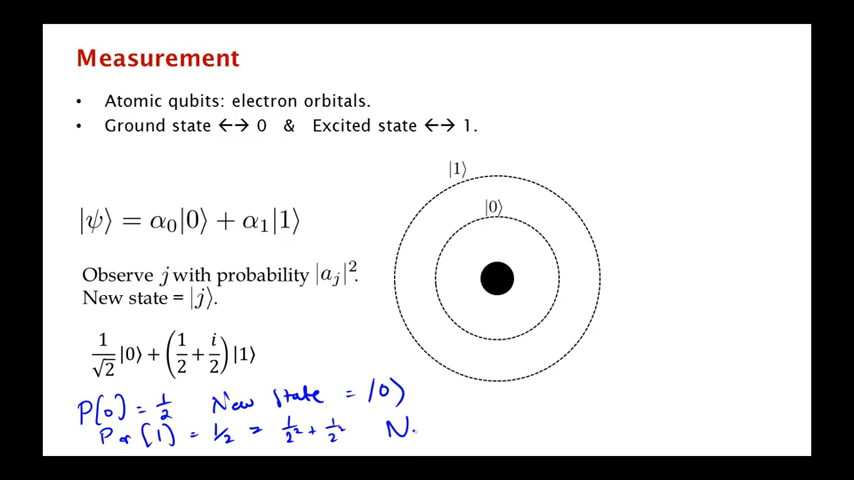 Measurement
• Atomic qubits: electron orbitals.
• Ground state ←→ 0 & Excited state ←→ 1.
|1⟩
|0⟩
|ψ⟩ = α₀|0⟩ + α₁|1⟩
Observe j with probability |aⱼ|².
New state = |j⟩.
1/√2 |0⟩ + (1/2 + i/2) |1⟩
P[0] = 1/2 New state = |0⟩
Pr[1] = 1/2 = 1/2² + 1/2² N